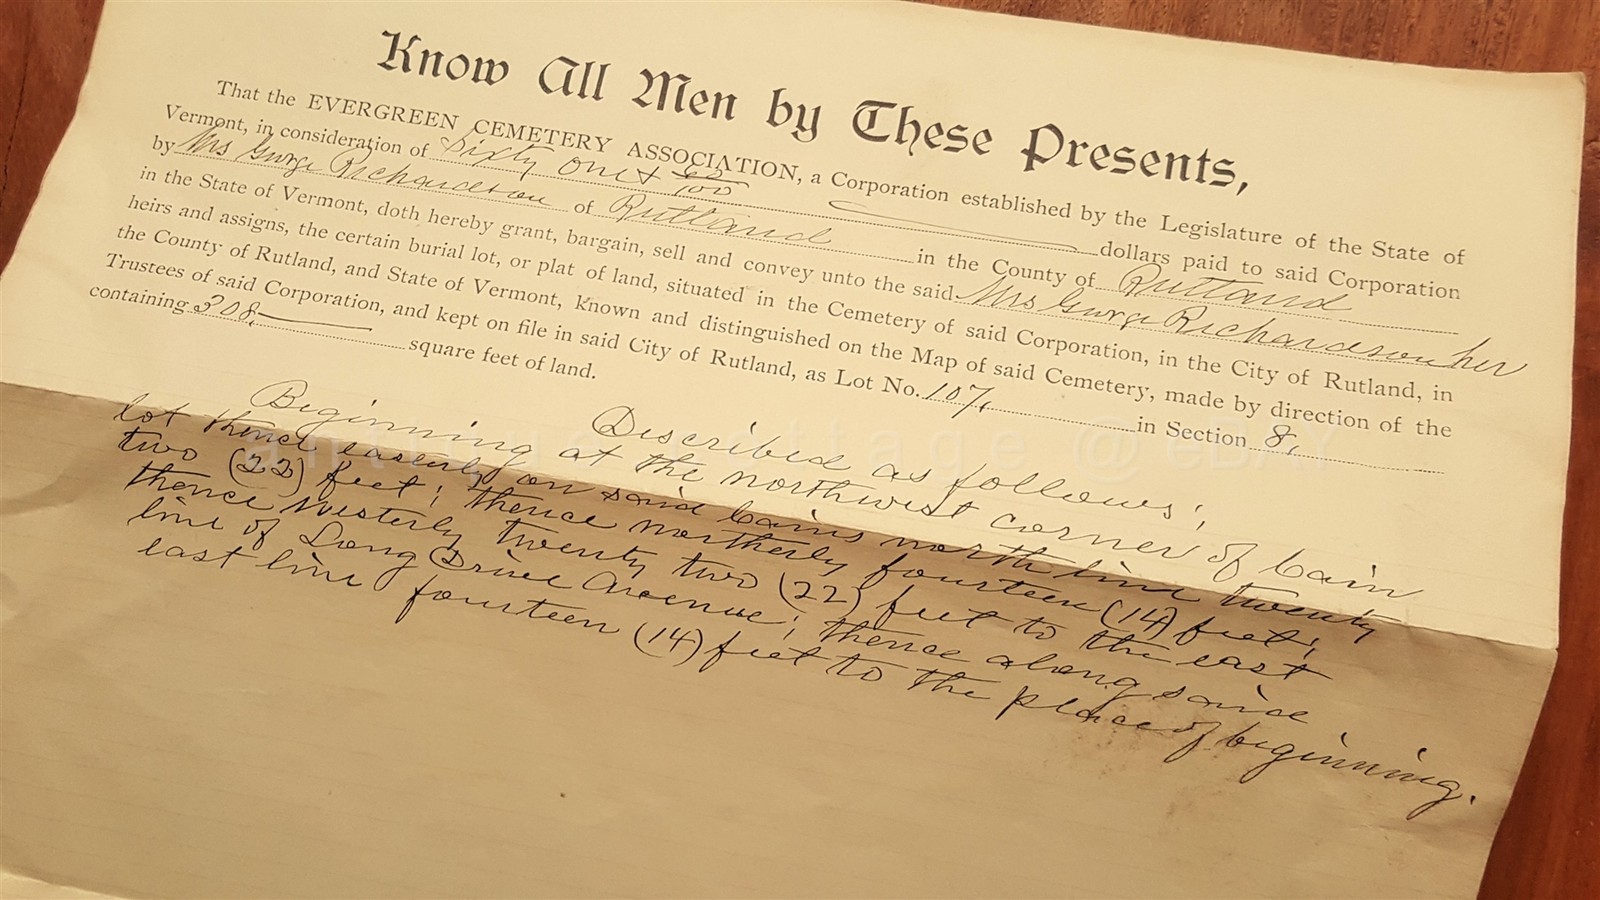 Know All Men by These Presents,
That the EVERGREEN CEMETERY ASSOCIATION, a Corporation established by the Legislature of the State of
Vermont, in consideration of Sixty One & 60/100 dollars paid to said Corporation
by Mrs George Richardson of Rutland in the County of Rutland
in the State of Vermont, doth hereby grant, bargain, sell and convey unto the said Mrs George Richardson her
heirs and assigns, the certain burial lot, or plat of land, situated in the Cemetery of said Corporation, in the City of Rutland, in
the County of Rutland, and State of Vermont, known and distinguished on the Map of said Cemetery, made by direction of the
Trustees of said Corporation, and kept on file in said City of Rutland, as Lot No. 107, in Section 8,
containing 308, square feet of land.
Described as follows;
Beginning at the northwest corner of Cain
lot thence easterly on said Cains north line twenty
two (22) feet; thence northerly fourteen (14) feet;
thence Westerly twenty two (22) feet to the east
line of Long Drive Avenue; thence along said
east line fourteen (14) feet to the place of beginning.